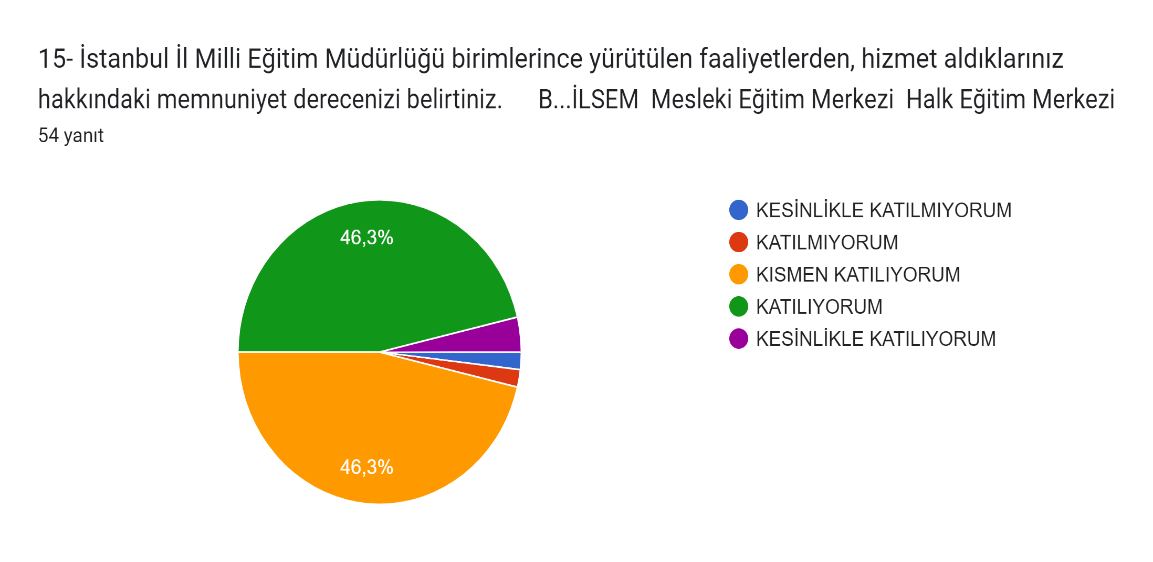 15- İstanbul İl Milli Eğitim Müdürlüğü birimlerince yürütülen faaliyetlerden, hizmet aldıklarınız
hakkındaki memnuniyet derecenizi belirtiniz. B...İLSEM Mesleki Eğitim Merkezi Halk Eğitim Merkezi
54 yanıt
46,3%
46,3%
KESİNLİKLE KATILMIYORUM
KATILMIYORUM
KISMEN KATILIYORUM
KATILIYORUM
KESİNLİKLE KATILIYORUM